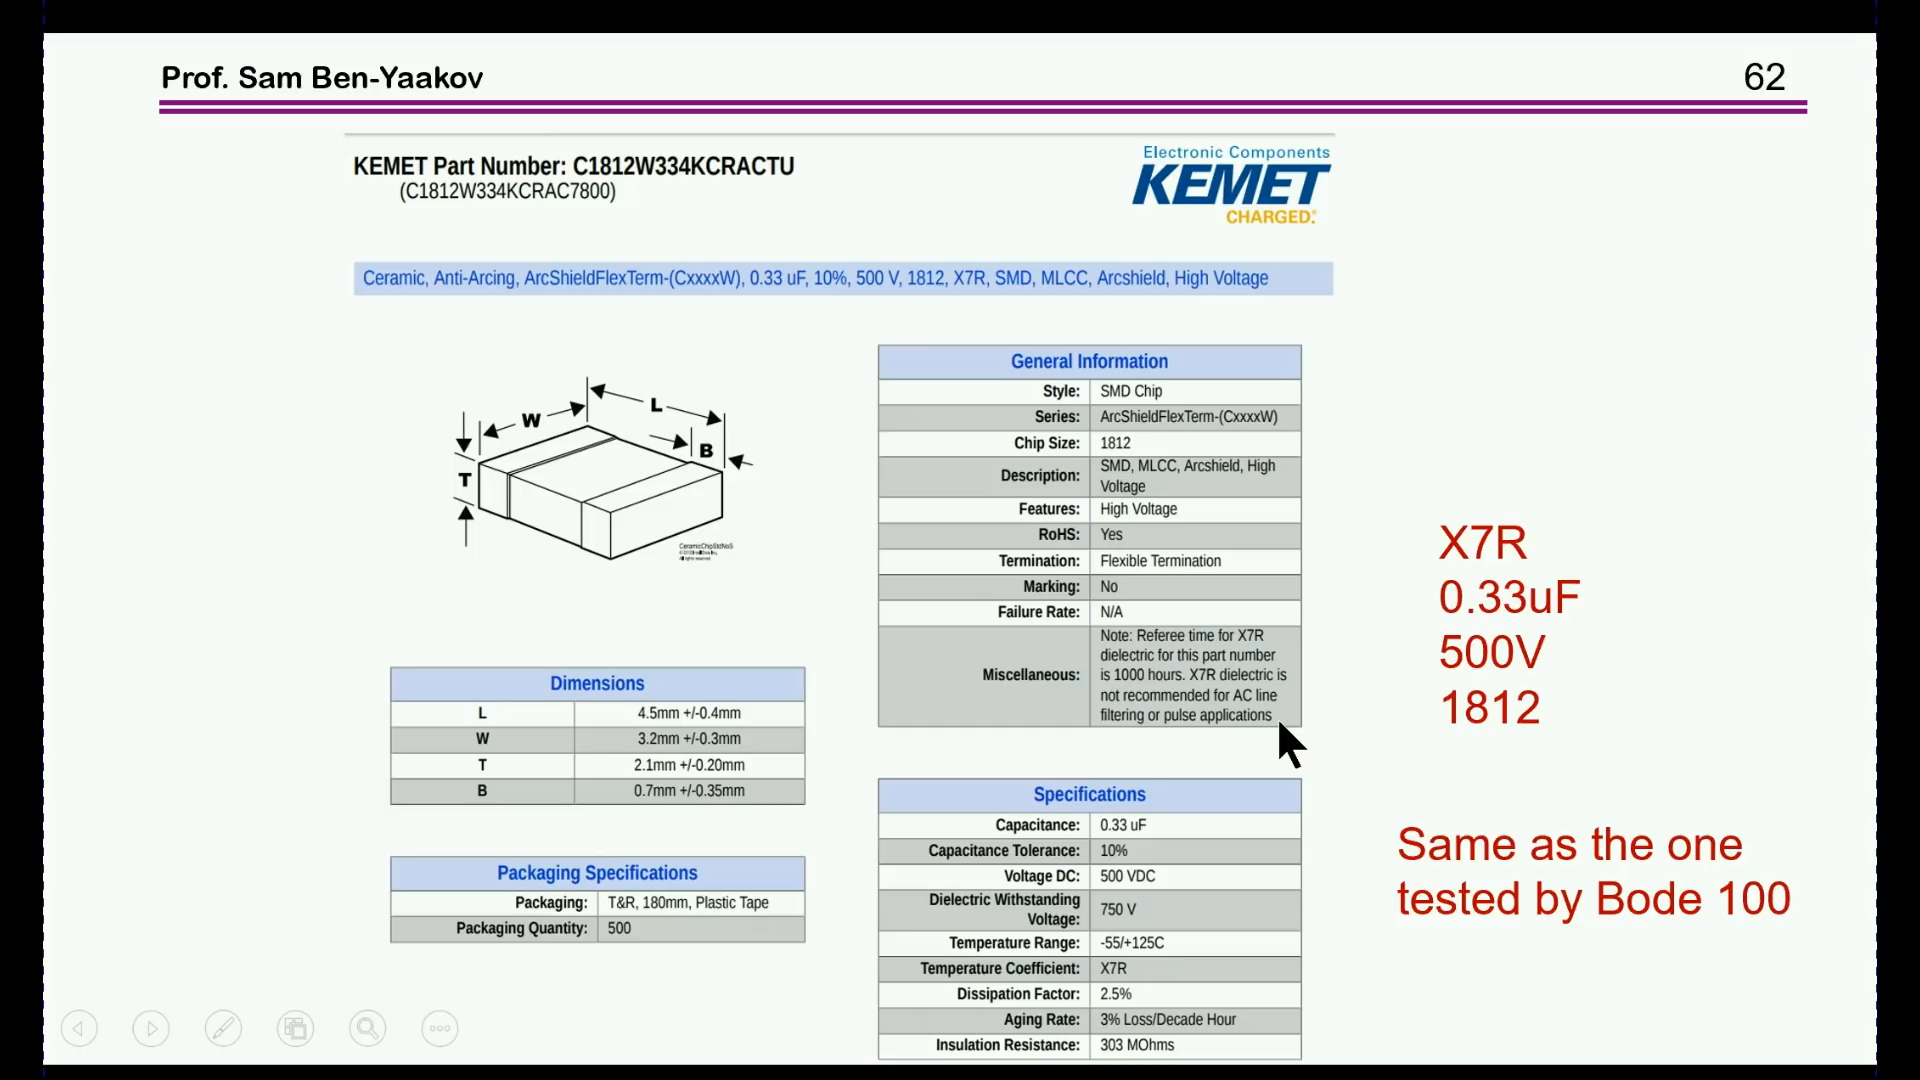 Prof. Sam Ben-Yaakov
62
KEMET Part Number: C1812W334KCRACTU
(C1812W334KCRAC7800)
Electronic Components
KEMET
CHARGED.
Ceramic, Anti-Arcing, ArcShieldFlexTerm-(CxxxxW), 0.33 uF, 10%, 500 V, 1812, X7R, SMD, MLCC, Arcshield, High Voltage
W
L
B
T
Dimensions
L 4.5mm +/-0.4mm
W 3.2mm +/-0.3mm
T 2.1mm +/-0.20mm
B 0.7mm +/-0.35mm
Packaging Specifications
Packaging: T&R, 180mm, Plastic Tape
Packaging Quantity: 500
General Information
Style: SMD Chip
Series: ArcShieldFlexTerm-(CxxxxW)
Chip Size: 1812
Description: SMD, MLCC, Arcshield, High
Voltage
Features: High Voltage
RoHS: Yes
Termination: Flexible Termination
Marking: No
Failure Rate: N/A
Miscellaneous: Note: Referee time for X7R
dielectric for this part number
is 1000 hours. X7R dielectric is
not recommended for AC line
filtering or pulse applications
Specifications
Capacitance: 0.33 uF
Capacitance Tolerance: 10%
Voltage DC: 500 VDC
Dielectric Withstanding
Voltage: 750 V
Temperature Range: -55/+125C
Temperature Coefficient: X7R
Dissipation Factor: 2.5%
Aging Rate: 3% Loss/Decade Hour
Insulation Resistance: 303 MOhms
X7R
0.33uF
500V
1812
Same as the one
tested by Bode 100